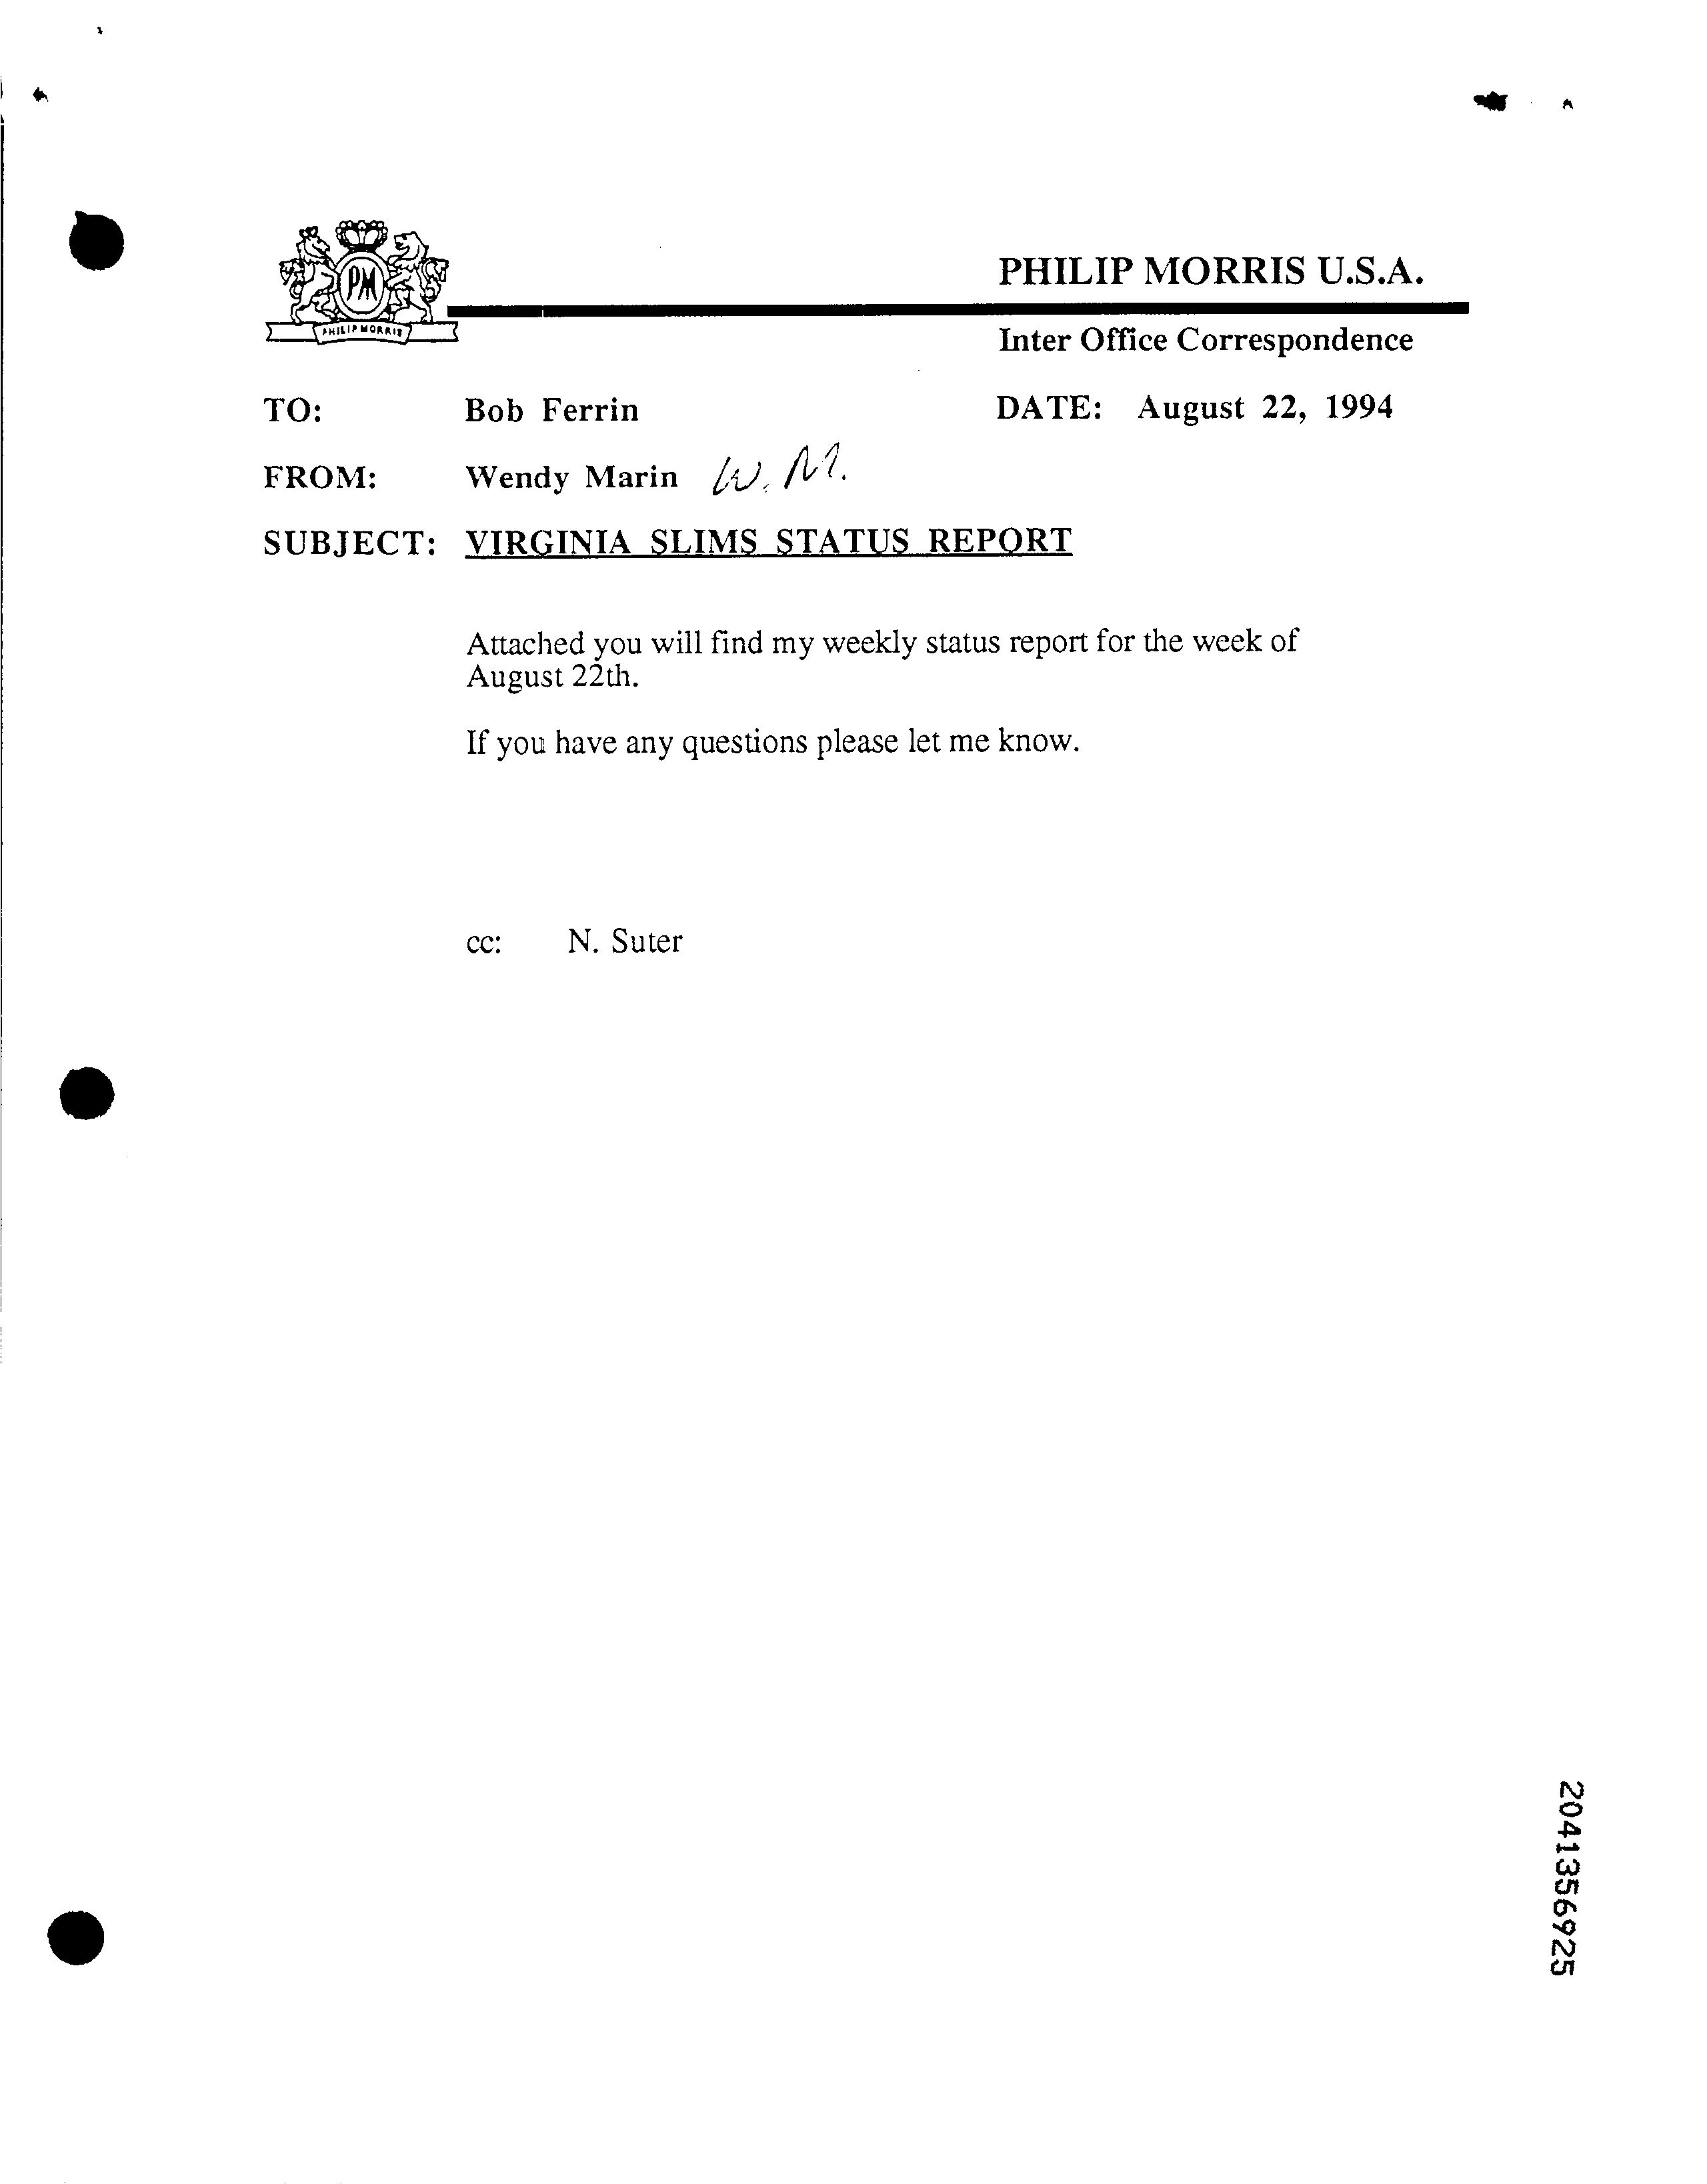 PM
PHILIP MORRIS
PHILIP MORRIS U.S.A.
Inter Office Correspondence
TO: Bob Ferrin DATE: August 22, 1994
FROM: Wendy Marin W. M.
SUBJECT: VIRGINIA SLIMS STATUS REPORT
Attached you will find my weekly status report for the week of
August 22th.
If you have any questions please let me know.
cc: N. Suter
2041356925